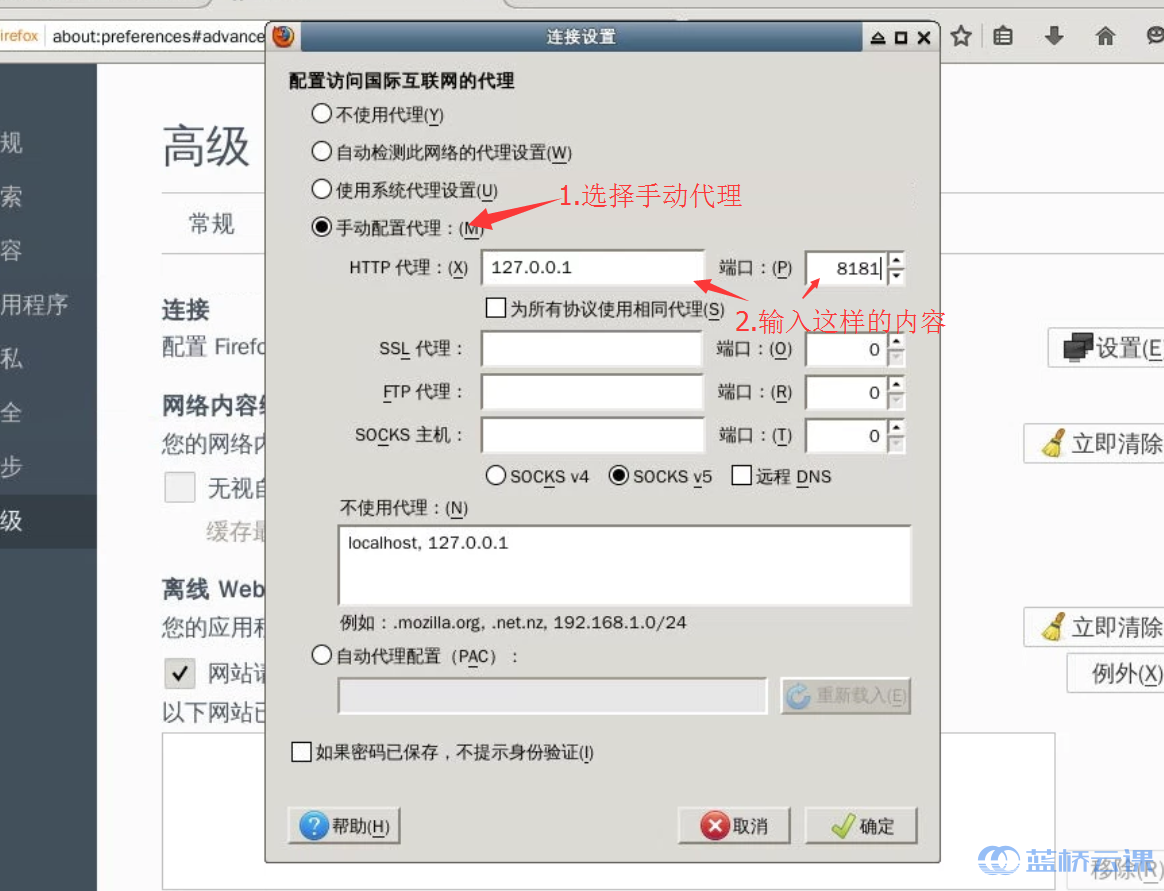 irefox about:preferences#advance
连接设置
配置访问国际互联网的代理
不使用代理(Y)
自动检测此网络的代理设置(W)
使用系统代理设置(U)
1.选择手动代理
手动配置代理：(M)
HTTP 代理：(X) 127.0.0.1 端口：(P) 8181
为所有协议使用相同代理(S)
2.输入这样的内容
SSL 代理： 端口：(O) 0
FTP 代理： 端口：(R) 0
SOCKS 主机： 端口：(T) 0
SOCKS v4 SOCKS v5 远程 DNS
不使用代理：(N)
localhost, 127.0.0.1
例如：.mozilla.org, .net.nz, 192.168.1.0/24
自动代理配置（PAC）：
重新载入(E)
如果密码已保存，不提示身份验证(I)
帮助(H) 取消 确定
规
索
容
用程序
私
全
步
级
高级
常规
连接
配置 Firefo
设置(E
网络内容
您的网络内
立即清除
无视自
缓存最
离线 Web
您的应用程
立即清除
网站请
例外(X)
以下网站已
移除(R)
蓝桥云课